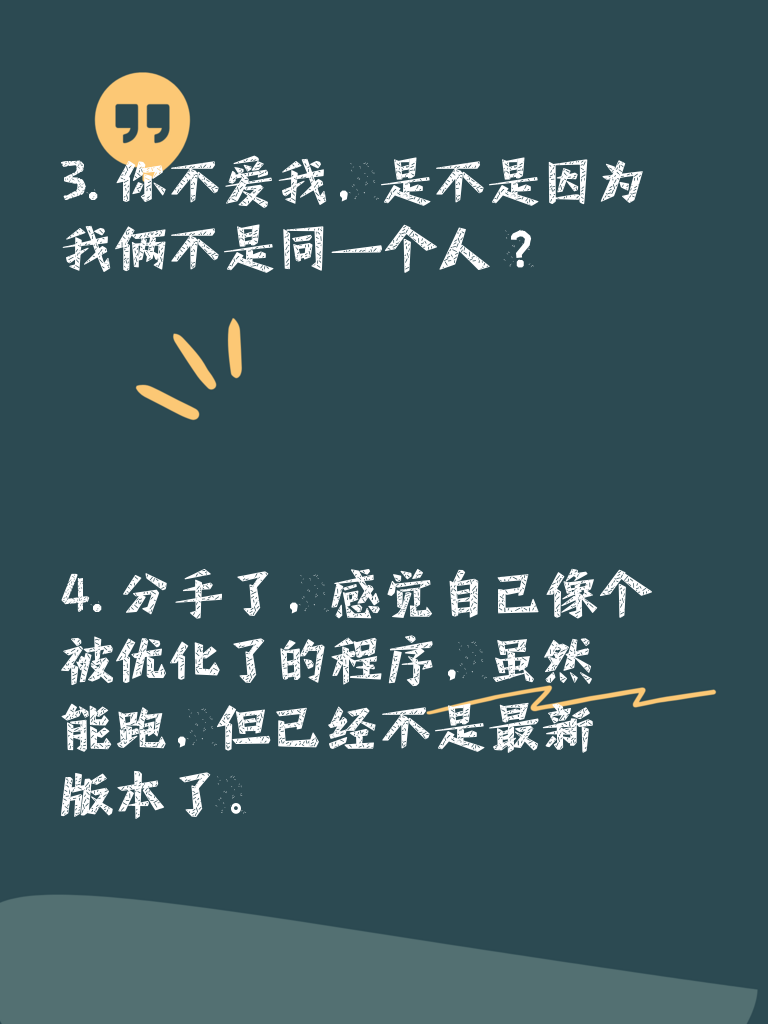 3. 你不爱我，是不是因为
我俩不是同一个人？
4. 分手了，感觉自己像个
被优化了的程序，虽然
能跑，但已经不是最新
版本了。